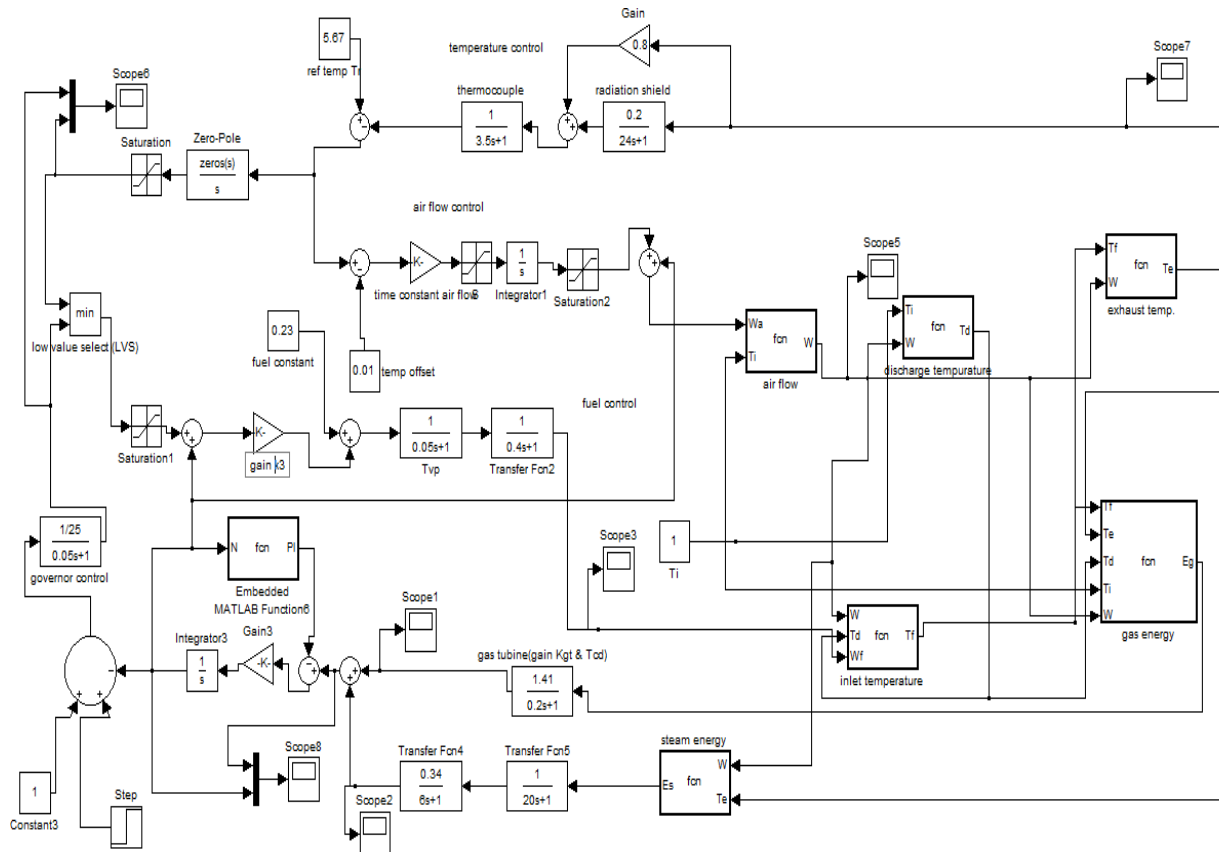 Gain
0.8
5.67
ref temp Tr
temperature control
Scope7
Scope6
thermocouple
1
3.5s+1
radiation shield
0.2
24s+1
Saturation
Zero-Pole
zeros(s)
s
air flow control
-K-
time constant air flow
Integrator1
1
s
Saturation2
Scope5
Tf
W
fcn
Te
exhaust temp.
min
low value select (LVS)
0.23
fuel constant
0.01
temp offset
Wa
Ti
fcn
W
air flow
Ti
W
fcn
Td
discharge tempurature
fuel control
Saturation1
-K-
gain k3
1
0.05s+1
Tvp
1
0.4s+1
Transfer Fcn2
1/25
0.05s+1
governor control
N
fcn
Pl
Embedded
MATLAB Function6
Scope3
1
Ti
Tf
Te
Td
Ti
W
fcn
Eg
gas energy
Scope1
W
Td
Wf
fcn
Tf
inlet temperature
Integrator3
1
s
Gain3
-K-
gas tubine(gain Kgt & Tcd)
1.41
0.2s+1
Scope8
Transfer Fcn4
0.34
6s+1
Transfer Fcn5
1
20s+1
steam energy
Es
fcn
W
Te
Scope2
1
Constant3
Step